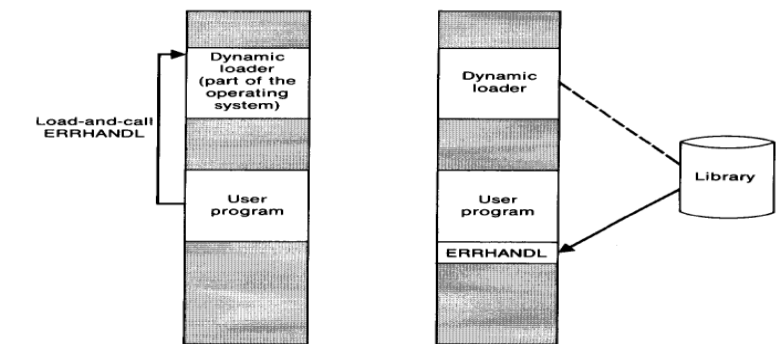 Dynamic
loader
(part of the
operating
system)
Load-and-call
ERRHANDL
User
program
Dynamic
loader
User
program
ERRHANDL
Library